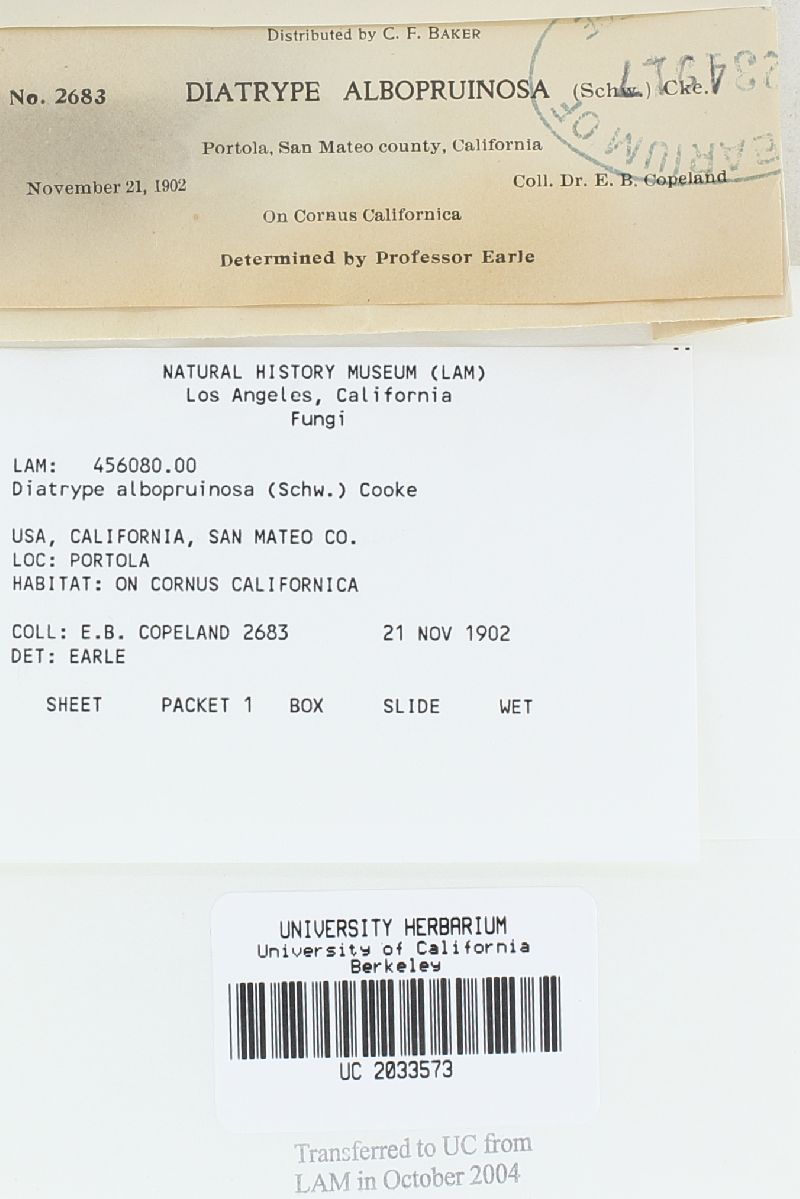 Distributed by C. F. BAKER
No. 2683 DIATRYPE ALBOPRUINOSA (Schw.) Cke.
Portola, San Mateo county, California
November 21, 1902 Coll. Dr. E. B. Copeland
On Cornus Californica
Determined by Professor Earle
NATURAL HISTORY MUSEUM (LAM)
Los Angeles, California
Fungi
LAM: 456080.00
Diatrype albopruinosa (Schw.) Cooke
USA, CALIFORNIA, SAN MATEO CO.
LOC: PORTOLA
HABITAT: ON CORNUS CALIFORNICA
COLL: E.B. COPELAND 2683 21 NOV 1902
DET: EARLE
SHEET PACKET 1 BOX SLIDE WET
UNIVERSITY HERBARIUM
University of California
Berkeley
UC 2033573
Transferred to UC from
LAM in October 2004